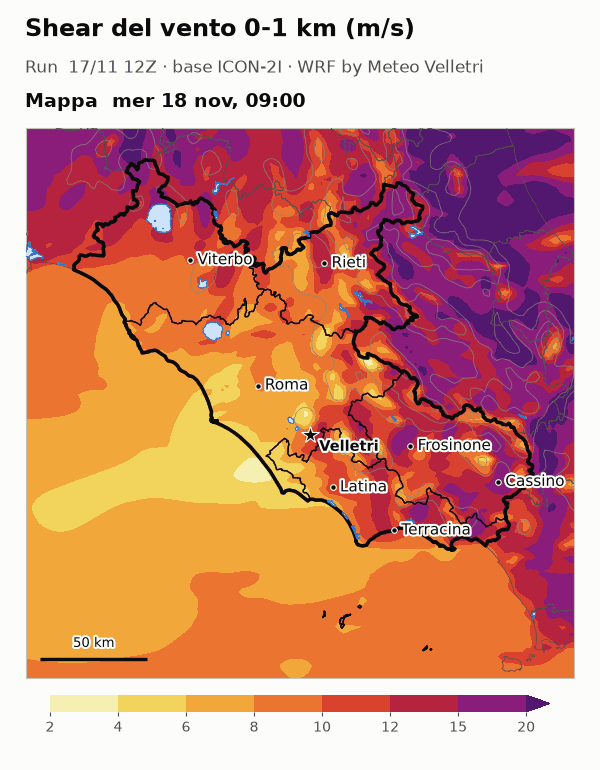 Shear del vento 0-1 km (m/s)
Run  17/11 12Z · base ICON-2I · WRF by Meteo Velletri
Mappa  mer 18 nov, 09:00
Viterbo
Rieti
Roma
Velletri
Frosinone
Cassino
Latina
Terracina
50 km
2 4 6 8 10 12 15 20